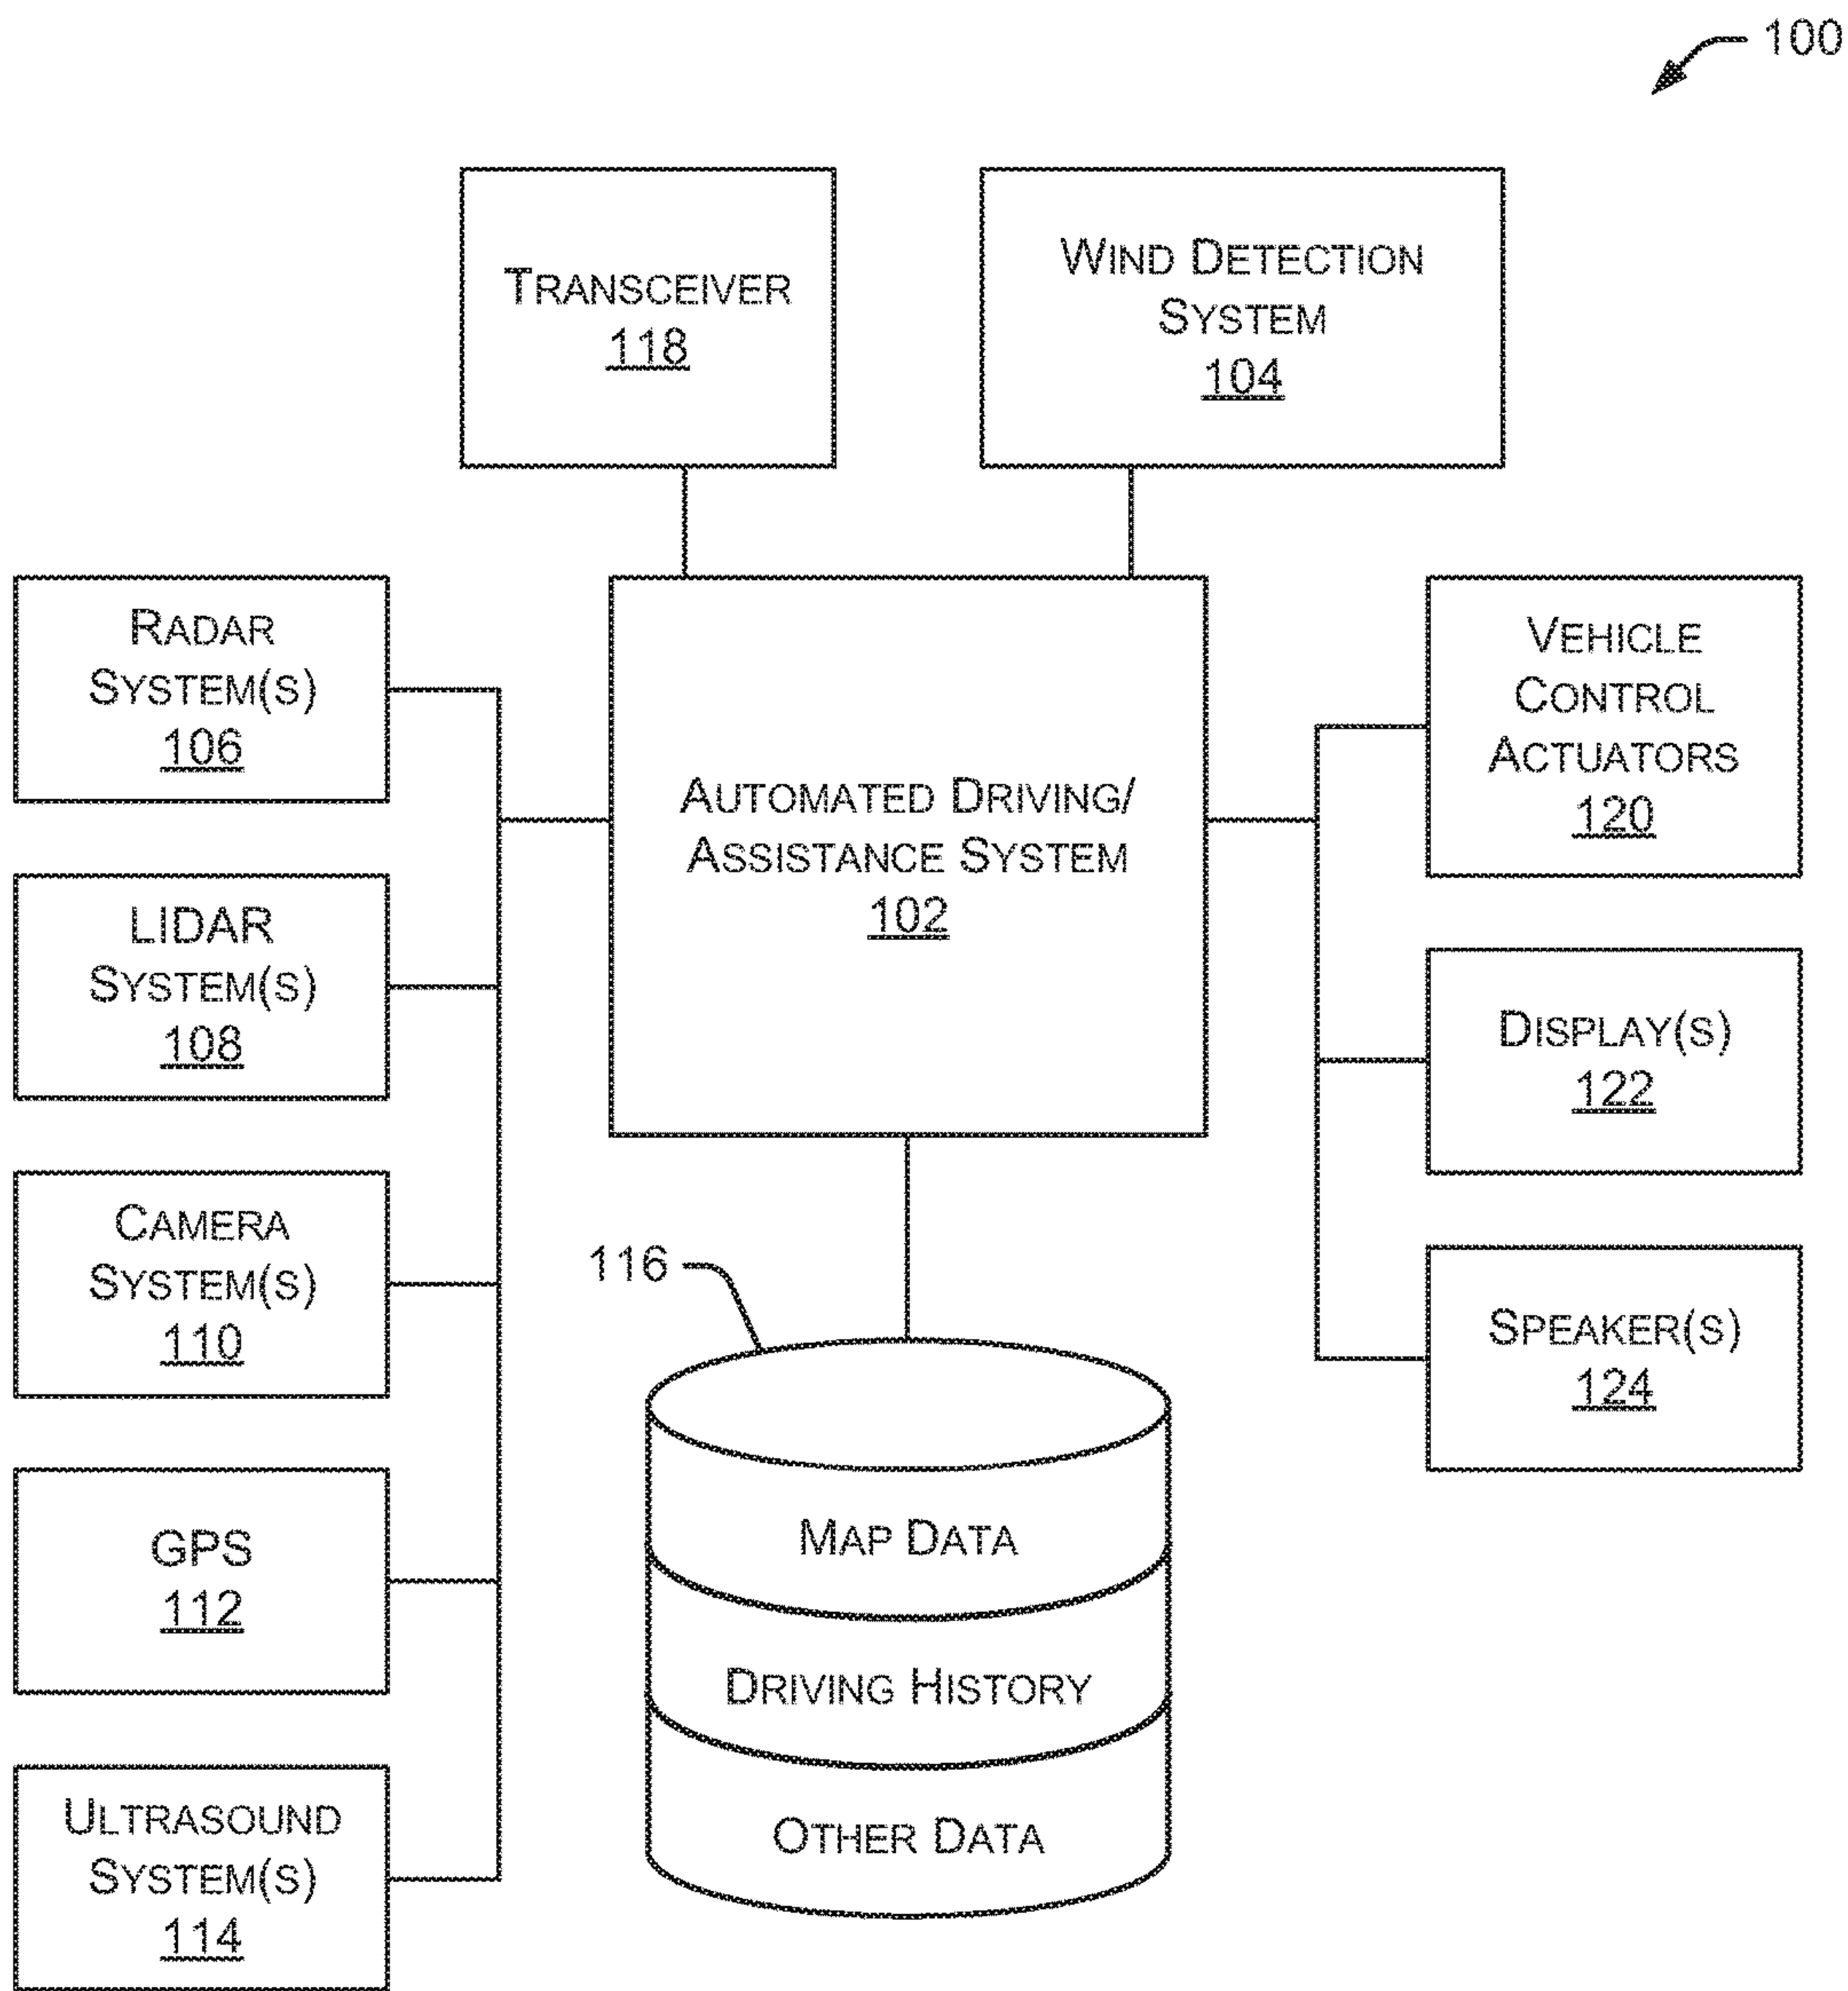 100
TRANSCEIVER
118
WIND DETECTION
SYSTEM
104
RADAR
SYSTEM(S)
106
LIDAR
SYSTEM(S)
108
CAMERA
SYSTEM(S)
110
GPS
112
ULTRASOUND
SYSTEM(S)
114
AUTOMATED DRIVING/
ASSISTANCE SYSTEM
102
116
MAP DATA
DRIVING HISTORY
OTHER DATA
VEHICLE
CONTROL
ACTUATORS
120
DISPLAY(S)
122
SPEAKER(S)
124